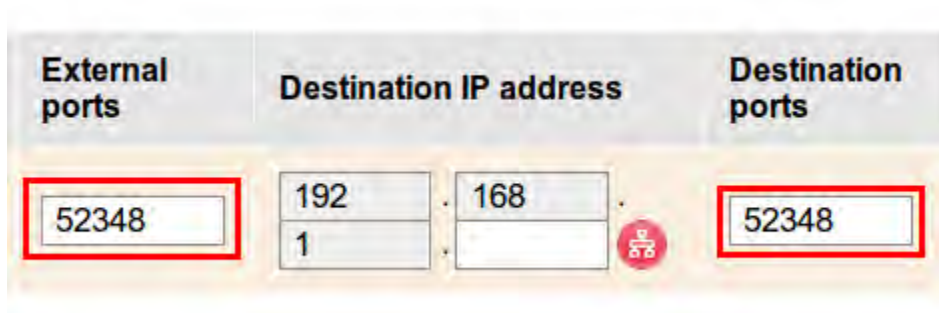 External
ports
Destination IP address
Destination
ports
52348
192 . 168 .
1 .
52348